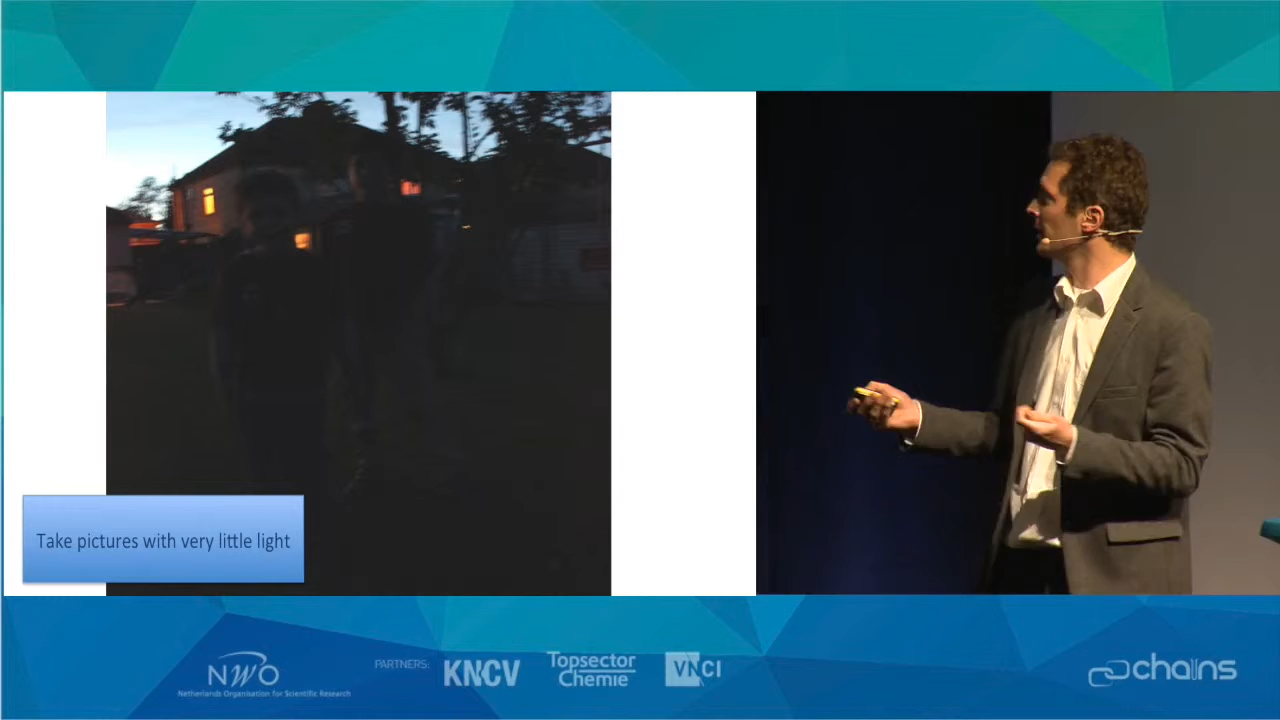 Take pictures with very little light
NWO
Netherlands Organisation for Scientific Research
PARTNERS:
KNCV
Topsector
Chemie
VNCI
chains